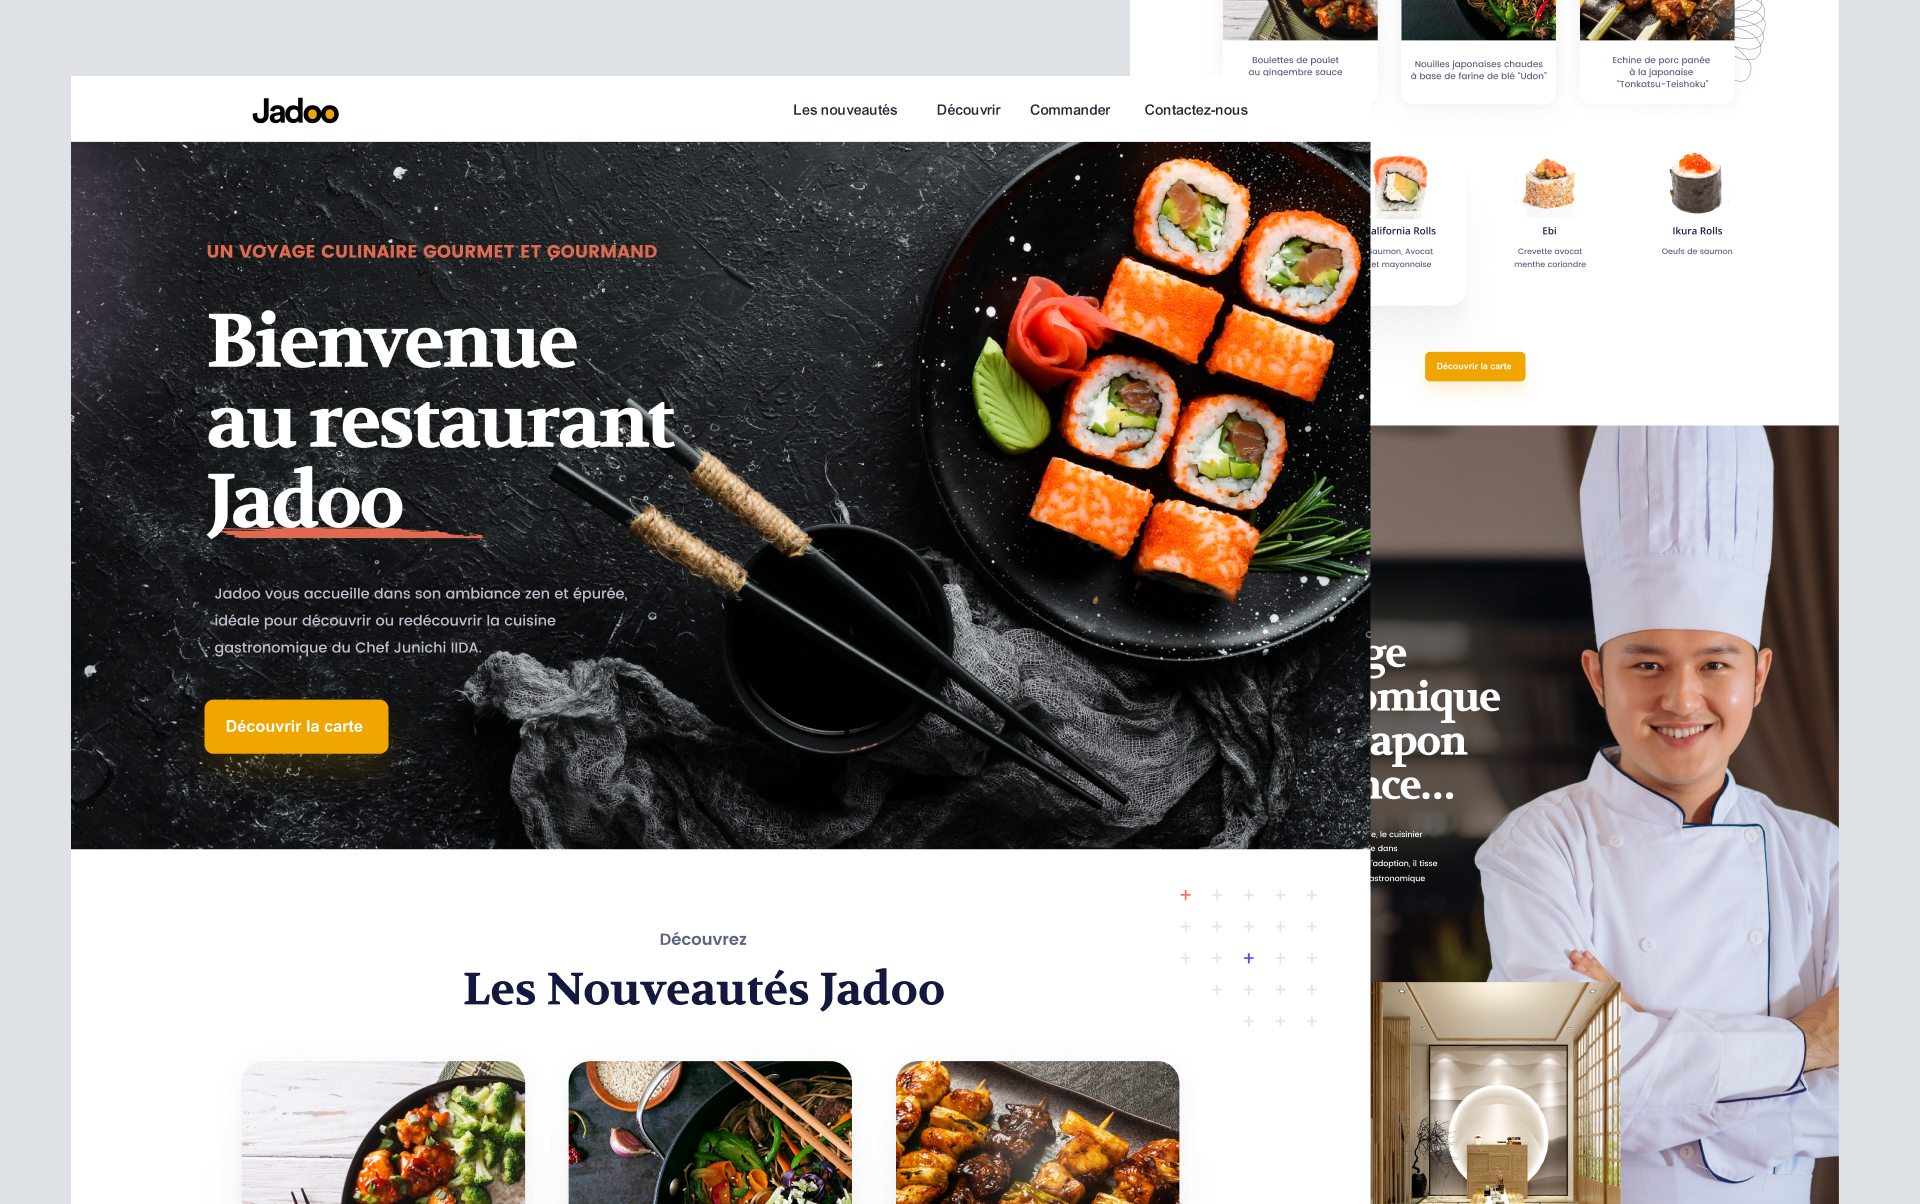 Jadoo
Les nouveautés
Découvrir
Commander
Contactez-nous
UN VOYAGE CULINAIRE GOURMET ET GOURMAND
Bienvenue
au restaurant
Jadoo
Jadoo vous accueille dans son ambiance zen et épurée,
idéale pour découvrir ou redécouvrir la cuisine
gastronomique du Chef Junichi IIDA.
Découvrir la carte
Découvrez
Les Nouveautés Jadoo
Boulettes de poulet
au gingembre sauce
Nouilles japonaises chaudes
à base de farine de blé "Udon"
Echine de porc panée
à la japonaise
"Tonkatsu-Teishoku"
alifornia Rolls
aumon, Avocat
et mayonnaise
Ebi
Crevette avocat
menthe coriandre
Ikura Rolls
Oeufs de saumon
Découvrir la carte
ge
omique
apon
nce...
e, le cuisinier
e dans
'adoption, il tisse
astronomique